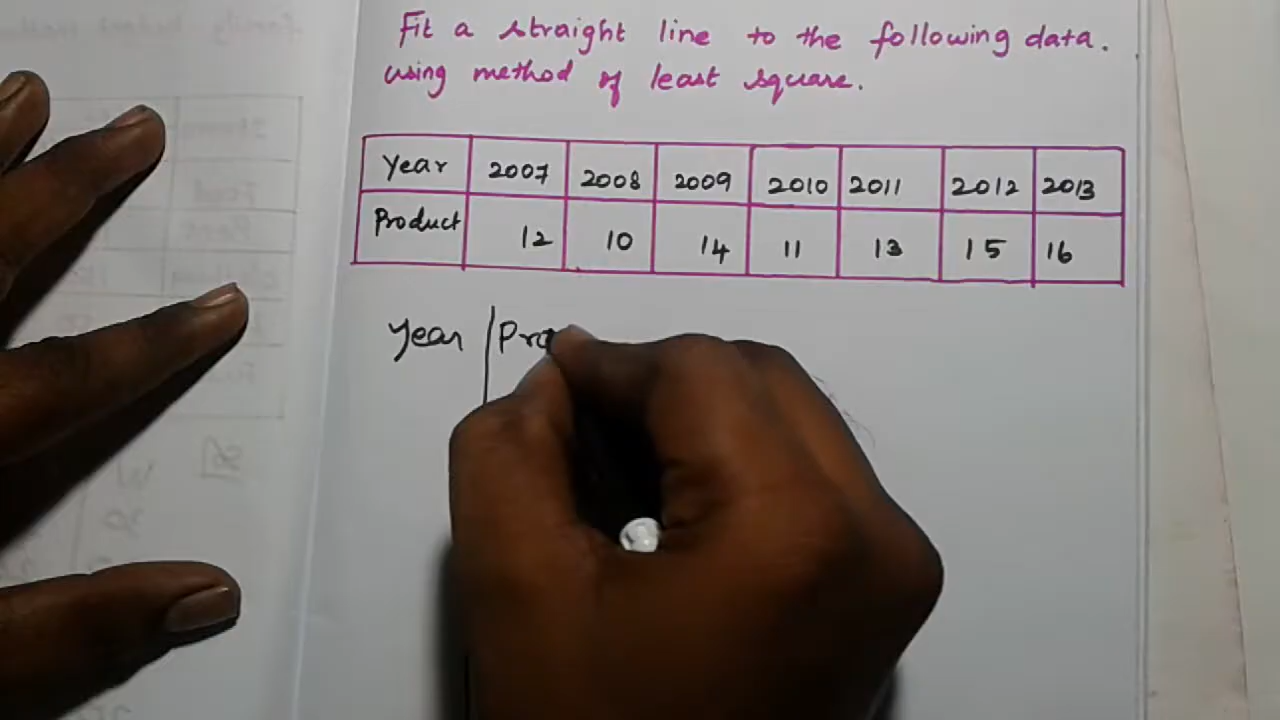 Fit a straight line to the following data.
using method of least square.
Year 2007 2008 2009 2010 2011 2012 2013
Product 12 10 14 11 13 15 16
Year Pro